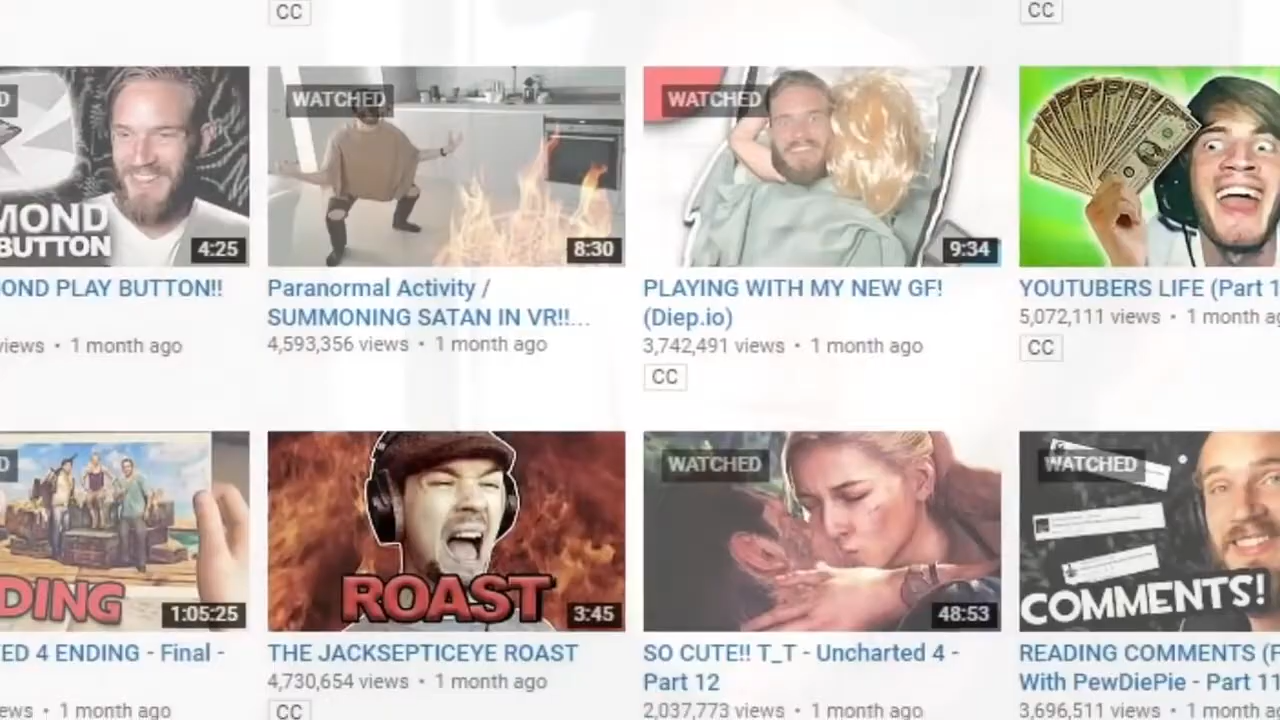 CC
CC
D
WATCHED
WATCHED
MOND
BUTTON
4:25
8:30
9:34
OND PLAY BUTTON!!
Paranormal Activity /
SUMMONING SATAN IN VR!!...
PLAYING WITH MY NEW GF!
(Diep.io)
YOUTUBERS LIFE (Part 1
views • 1 month ago
4,593,356 views • 1 month ago
3,742,491 views • 1 month ago
5,072,111 views • 1 month ag
CC
CC
D
WATCHED
WATCHED
DING
ROAST
COMMENTS!
1:05:25
3:45
48:53
ED 4 ENDING - Final -
THE JACKSEPTICEYE ROAST
SO CUTE!! T_T - Uncharted 4 -
Part 12
READING COMMENTS (F
With PewDiePie - Part 11
ews • 1 month ago
4,730,654 views • 1 month ago
2,037,773 views • 1 month ago
3,696,511 views • 1 month ag
CC